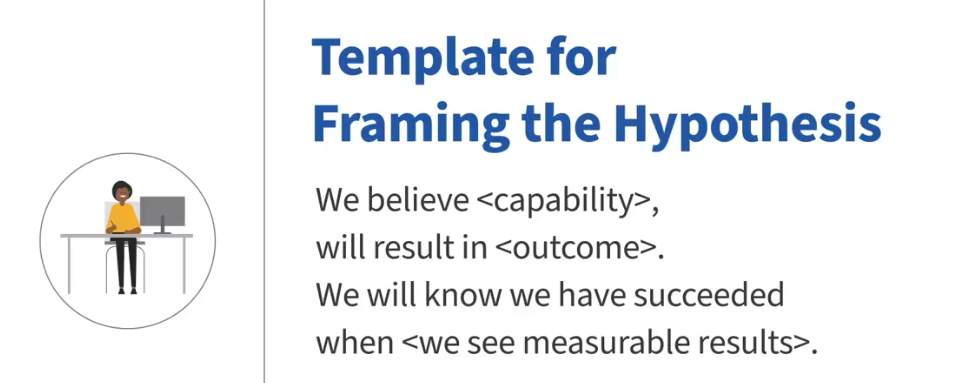 Template for
Framing the Hypothesis
We believe <capability>,
will result in <outcome>.
We will know we have succeeded
when <we see measurable results>.